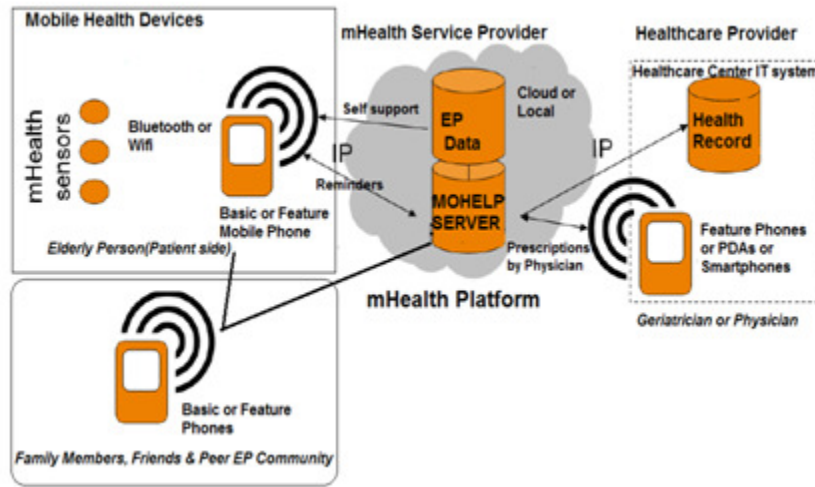 Mobile Health Devices
mHealth sensors
Bluetooth or
Wifi
Basic or Feature
Mobile Phone
Elderly Person(Patient side)
Self support
IP
Reminders
mHealth Service Provider
EP
Data
Cloud or
Local
MOHELP
SERVER
Prescriptions
by Physician
mHealth Platform
IP
Healthcare Provider
Healthcare Center IT system
Health
Record
Feature Phones
or PDAs or
Smartphones
Geriatrician or Physician
Basic or Feature
Phones
Family Members, Friends & Peer EP Community